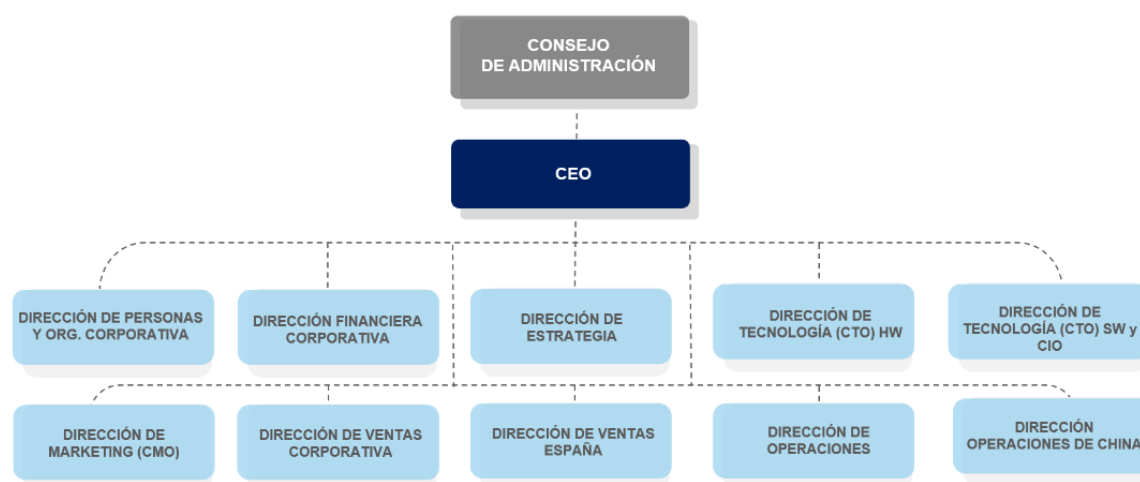 CONSEJO
DE ADMINISTRACIÓN
CEO
DIRECCIÓN DE PERSONAS
Y ORG. CORPORATIVA
DIRECCIÓN FINANCIERA
CORPORATIVA
DIRECCIÓN DE
ESTRATEGIA
DIRECCIÓN DE
TECNOLOGÍA (CTO) HW
DIRECCIÓN DE
TECNOLOGÍA (CTO) SW y
CIO
DIRECCIÓN DE
MARKETING (CMO)
DIRECCIÓN DE VENTAS
CORPORATIVA
DIRECCIÓN DE VENTAS
ESPAÑA
DIRECCIÓN DE
OPERACIONES
DIRECCIÓN
OPERACIONES DE CHINA